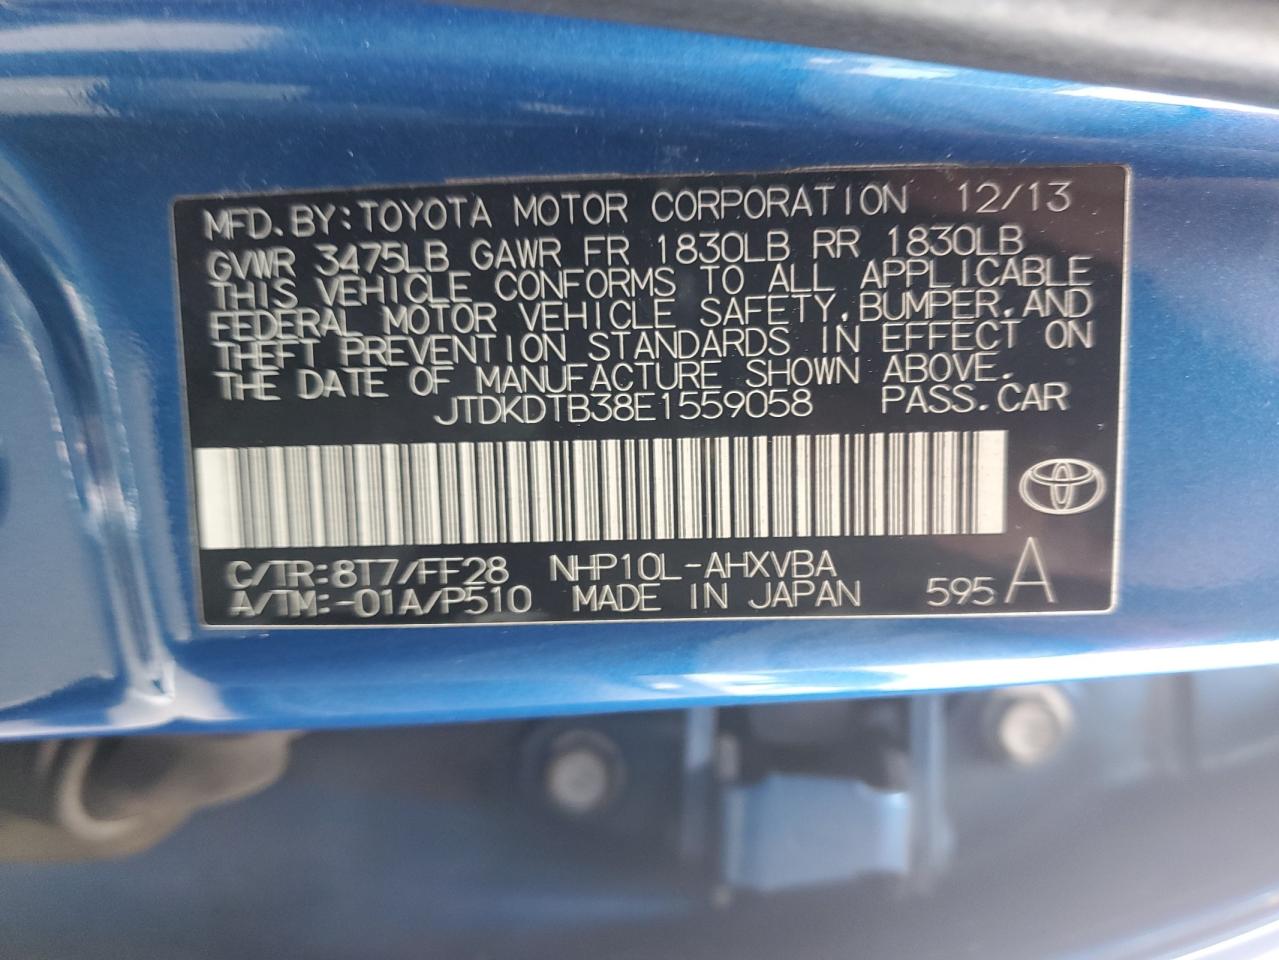 MFD. BY: TOYOTA MOTOR CORPORATION 12/13
GVWR 3475LB GAWR FR 1830LB RR 1830LB
THIS VEHICLE CONFORMS TO ALL APPLICABLE
FEDERAL MOTOR VEHICLE SAFETY, BUMPER, AND
THEFT PREVENTION STANDARDS IN EFFECT ON
THE DATE OF MANUFACTURE SHOWN ABOVE.
JTDKDTB38E1559058 PASS. CAR
C/TR:8T7/FF28 NHP10L-AHXVBA
A/TM:-01A/P510 MADE IN JAPAN 595 A